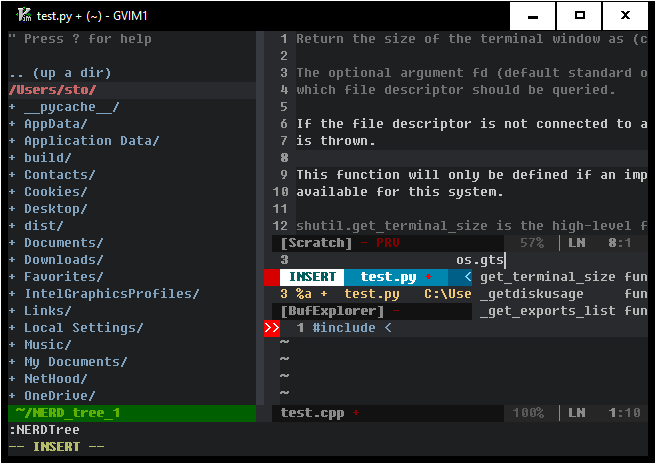 test.py + (~) - GVIM1
" Press ? for help
.. (up a dir)
/Users/sto/
+ __pycache__/
+ AppData/
+ Application Data/
+ build/
+ Contacts/
+ Cookies/
+ Desktop/
+ dist/
+ Documents/
+ Downloads/
+ Favorites/
+ IntelGraphicsProfiles/
+ Links/
+ Local Settings/
+ Music/
+ My Documents/
+ NetHood/
+ OneDrive/
~/NERD_tree_1
1 Return the size of the terminal window as (c
2
3 The optional argument fd (default standard o
4 which file descriptor should be queried.
5
6 If the file descriptor is not connected to a
7 is thrown.
8
9 This function will only be defined if an imp
10 available for this system.
11
12 shutil.get_terminal_size is the high-level f
[Scratch] - PRV 57% LN 8:1
3 os.gts
INSERT test.py + < get_terminal_size fun
3 %a + test.py C:\Use _getdiskusage fun
[BufExplorer] - _get_exports_list fun
>> 1 #include <
~
~
~
~
test.cpp + 100% LN 1:10
:NERDTree
-- INSERT --